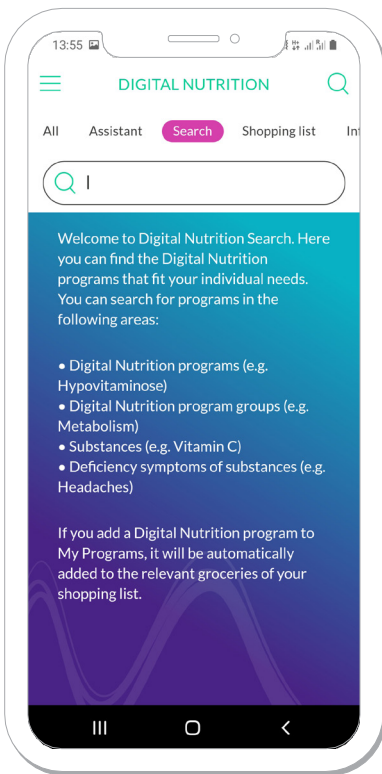 13:55
DIGITAL NUTRITION
All Assistant Search Shopping list In
Welcome to Digital Nutrition Search. Here
you can find the Digital Nutrition
programs that fit your individual needs.
You can search for programs in the
following areas:
• Digital Nutrition programs (e.g.
Hypovitaminose)
• Digital Nutrition program groups (e.g.
Metabolism)
• Substances (e.g. Vitamin C)
• Deficiency symptoms of substances (e.g.
Headaches)
If you add a Digital Nutrition program to
My Programs, it will be automatically
added to the relevant groceries of your
shopping list.